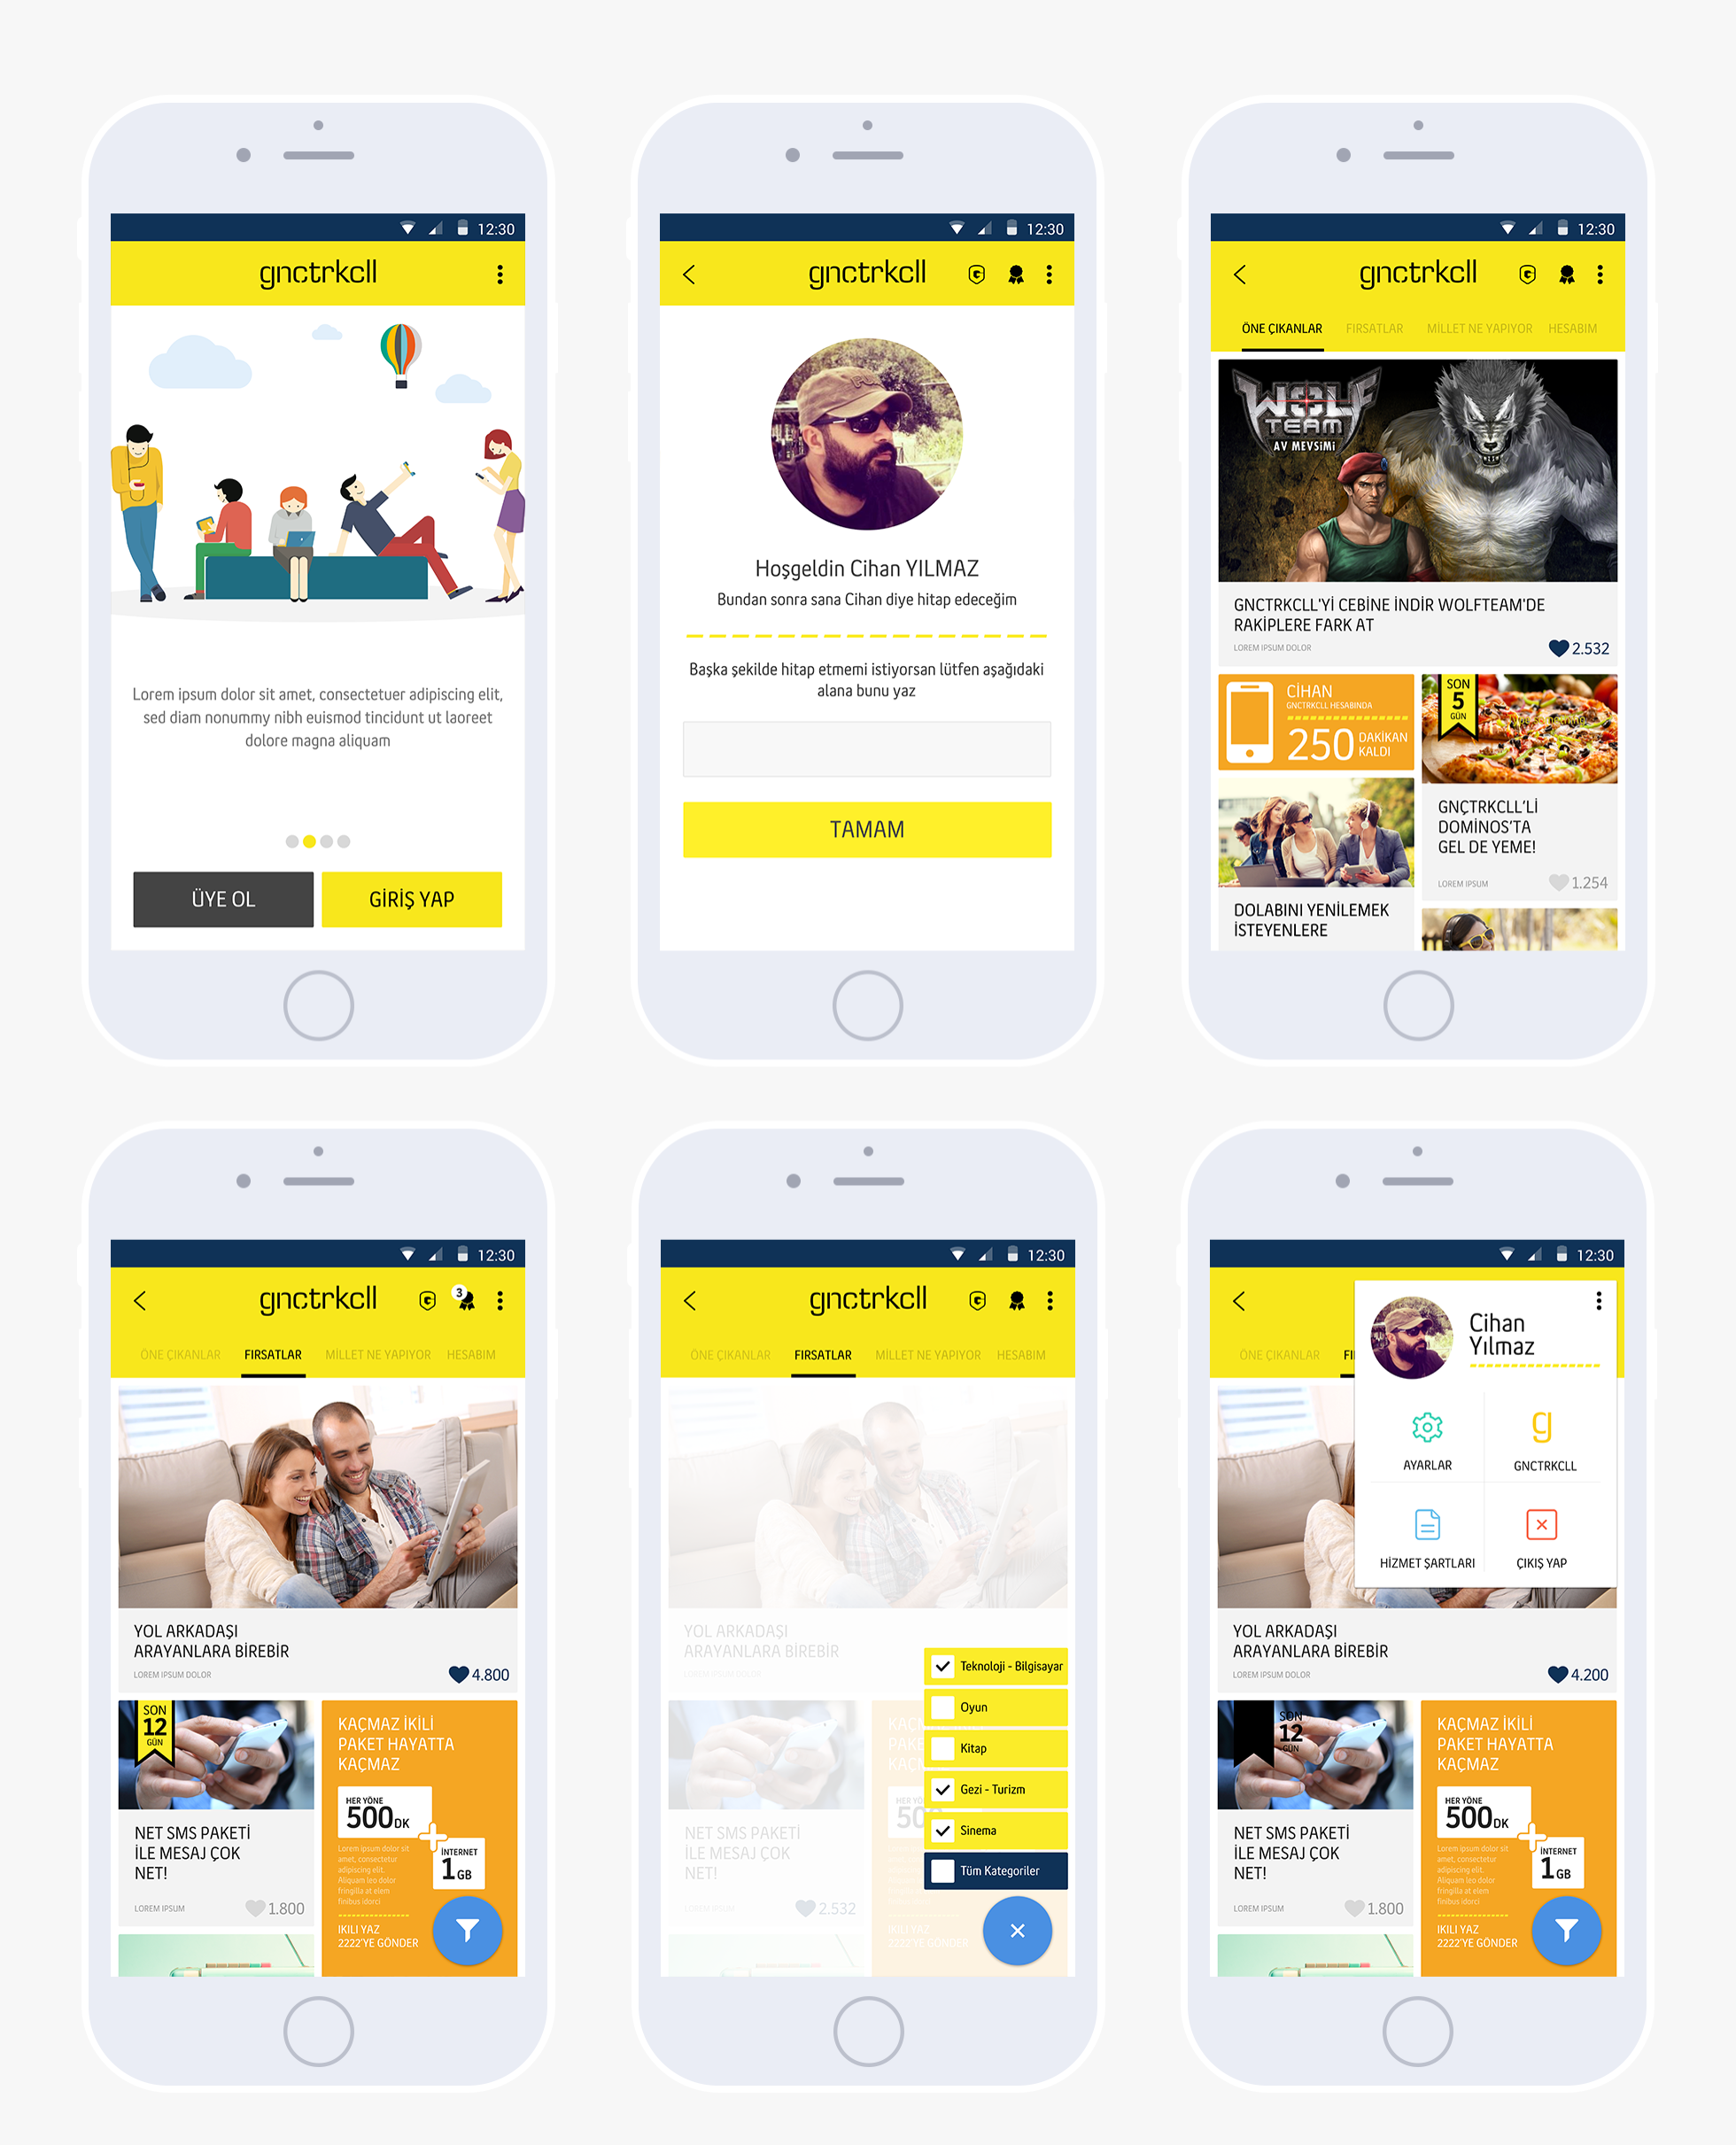 12:30
gnctrkcll
Lorem ipsum dolor sit amet, consectetuer adipiscing elit,
sed diam nonummy nibh euismod tincidunt ut laoreet
dolore magna aliquam
ÜYE OL
GİRİŞ YAP
12:30
gnctrkcll
Hoşgeldin Cihan YILMAZ
Bundan sonra sana Cihan diye hitap edeceğim
Başka şekilde hitap etmemi istiyorsan lütfen aşağıdaki
alana bunu yaz
TAMAM
12:30
gnctrkcll
ÖNE ÇIKANLAR FIRSATLAR MİLLET NE YAPIYOR HESABIM
WOLF
TEAM
AV MEVSiMi
GNCTRKCLL'Yİ CEBİNE İNDİR WOLFTEAM'DE
RAKİPLERE FARK AT
LOREM IPSUM DOLOR
2.532
CİHAN
GNCTRKCLL HESABINDA
250 DAKİKAN
KALDI
SON
5
GÜN
GNÇTRKCLL'Lİ
DOMİNOS'TA
GEL DE YEME!
LOREM IPSUM
1.254
DOLABINI YENİLEMEK
İSTEYENLERE
12:30
gnctrkcll
3
ÖNE ÇIKANLAR FIRSATLAR MİLLET NE YAPIYOR HESABIM
YOL ARKADAŞI
ARAYANLARA BİREBİR
LOREM IPSUM DOLOR
4.800
SON
12
GÜN
NET SMS PAKETİ
İLE MESAJ ÇOK
NET!
LOREM IPSUM
1.800
KAÇMAZ İKİLİ
PAKET HAYATTA
KAÇMAZ
HER YÖNE
500DK
İNTERNET
1GB
Lorem ipsum dolor sit
amet, consectetur
adipiscing elit.
Aliquam leo dolor
fringilla at elem
finibus idorci
IKILI YAZ
2222'YE GÖNDER
12:30
gnctrkcll
ÖNE ÇIKANLAR FIRSATLAR MİLLET NE YAPIYOR HESABIM
YOL ARKADAŞI
ARAYANLARA BİREBİR
LOREM IPSUM DOLOR
NET SMS PAKETİ
İLE MESAJ ÇOK
NET!
LOREM IPSUM
2.532
Teknoloji - Bilgisayar
Oyun
Kitap
Gezi - Turizm
Sinema
Tüm Kategoriler
IKILI YAZ
2222'YE GÖNDER
12:30
ÖNE ÇIKANLAR
Cihan
Yılmaz
AYARLAR
g
GNCTRKCLL
HİZMET ŞARTLARI
ÇIKIŞ YAP
YOL ARKADAŞI
ARAYANLARA BİREBİR
LOREM IPSUM DOLOR
4.200
SON
12
GÜN
NET SMS PAKETİ
İLE MESAJ ÇOK
NET!
LOREM IPSUM
1.800
KAÇMAZ İKİLİ
PAKET HAYATTA
KAÇMAZ
HER YÖNE
500DK
İNTERNET
1GB
Lorem ipsum dolor sit
amet, consectetur
adipiscing elit.
Aliquam leo dolor
fringilla at elem
finibus idorci
IKILI YAZ
2222'YE GÖNDER